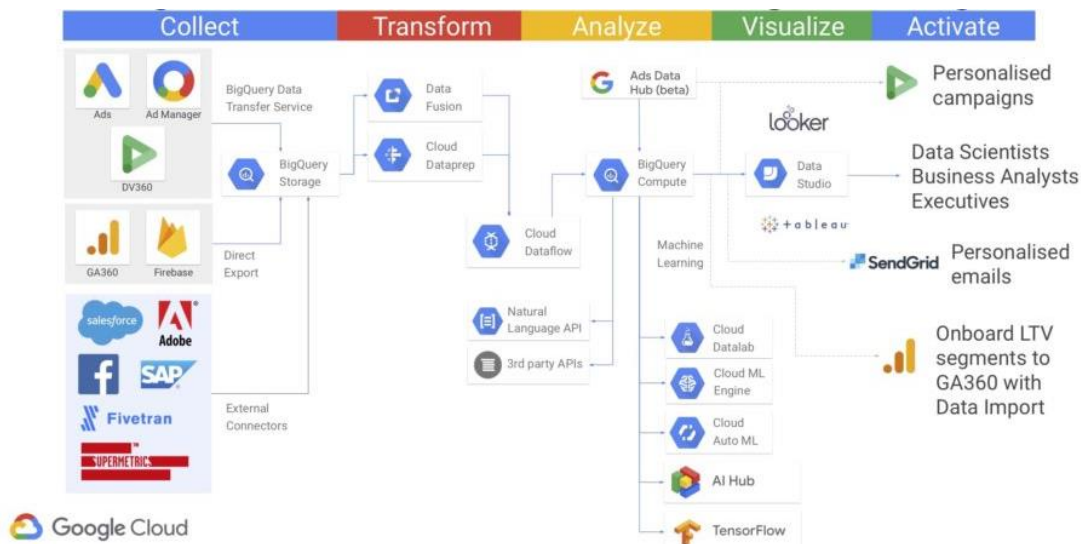 Collect
Transform
Analyze
Visualize
Activate
Ads
Ad Manager
DV360
GA360
Firebase
salesforce
Adobe
SAP
Fivetran
SUPERMETRICS™
BigQuery Data
Transfer Service
BigQuery
Storage
Direct
Export
External
Connectors
Data
Fusion
Cloud
Dataprep
Cloud
Dataflow
Natural
Language API
3rd party APIs
Ads Data
Hub (beta)
BigQuery
Compute
Machine
Learning
Cloud
Datalab
Cloud ML
Engine
Cloud
Auto ML
AI Hub
TensorFlow
looker
Data
Studio
+ a b l e a u
SendGrid
Personalised
campaigns
Data Scientists
Business Analysts
Executives
Personalised
emails
Onboard LTV
segments to
GA360 with
Data Import
Google Cloud